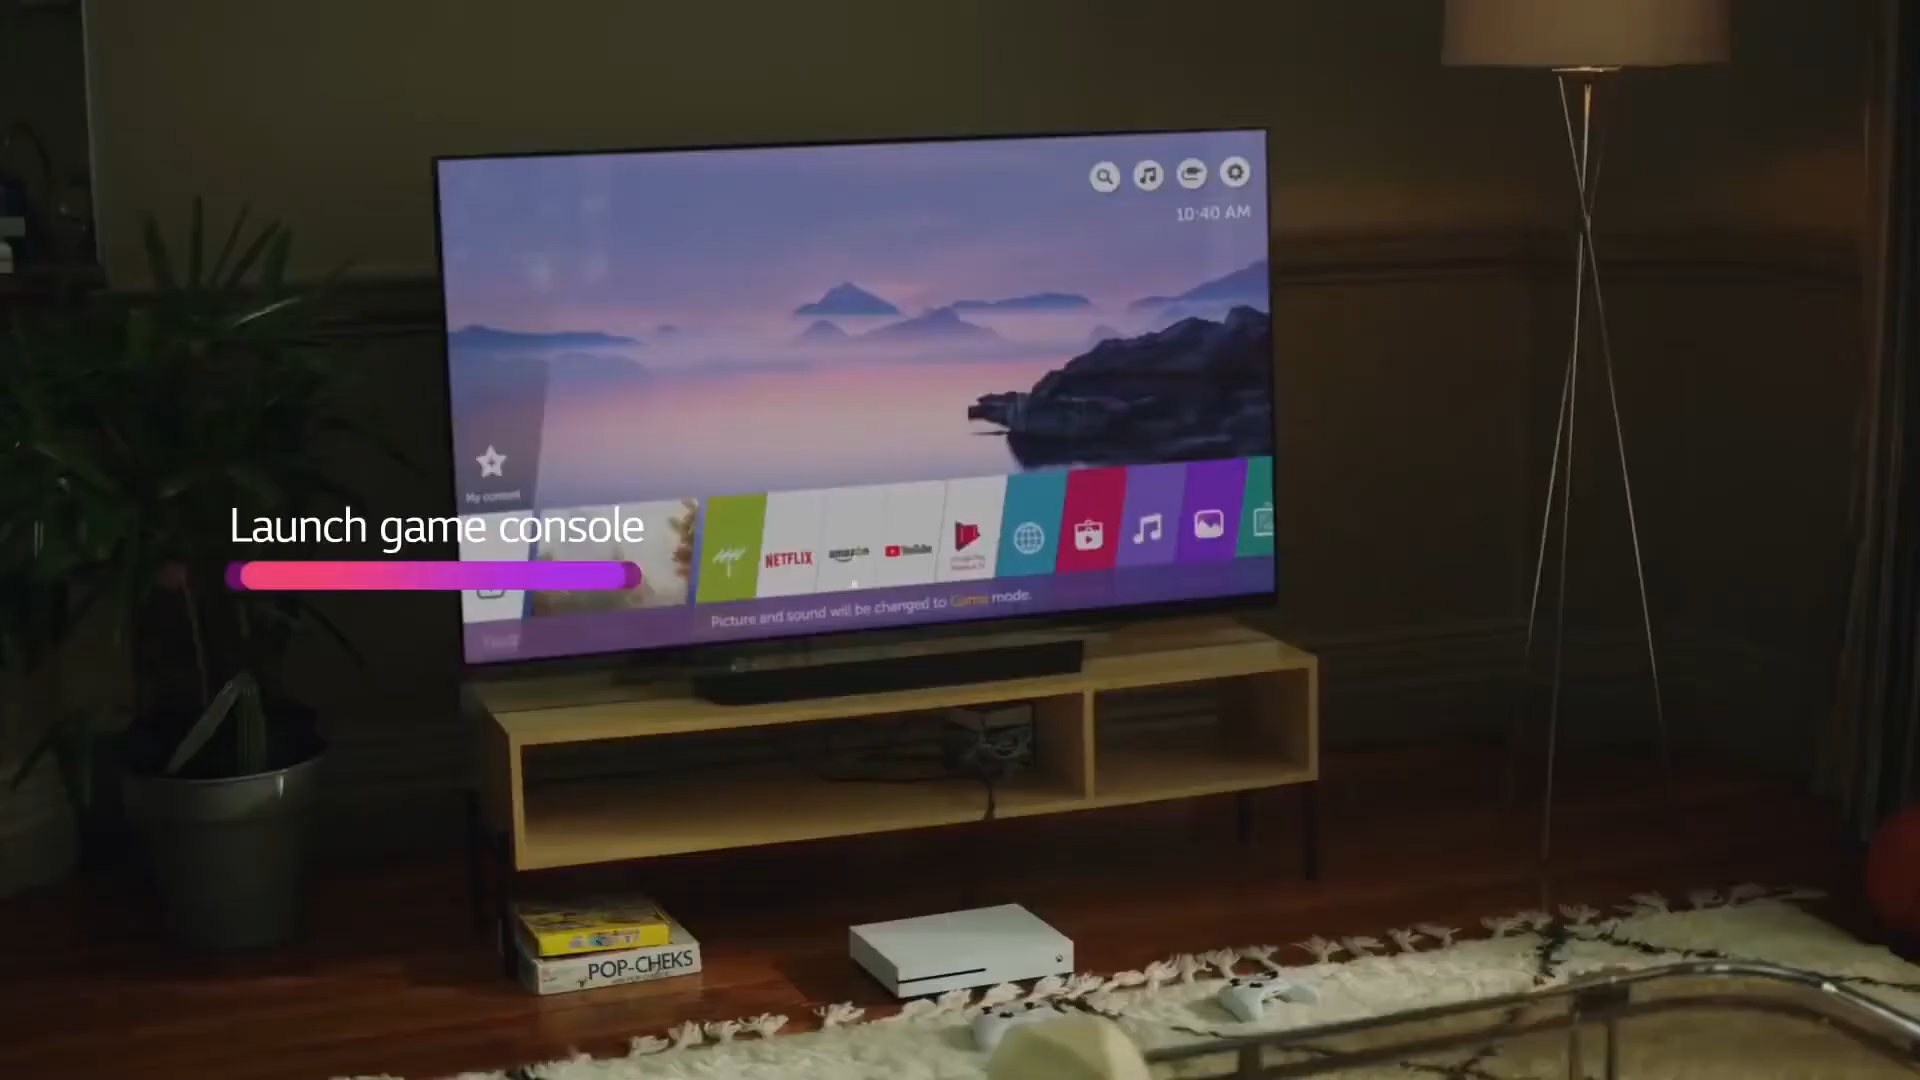 10:40 AM
My content
Launch game console
NETFLIX
amazon
YouTube
Picture and sound will be changed to Game mode.
POP-CHEKS